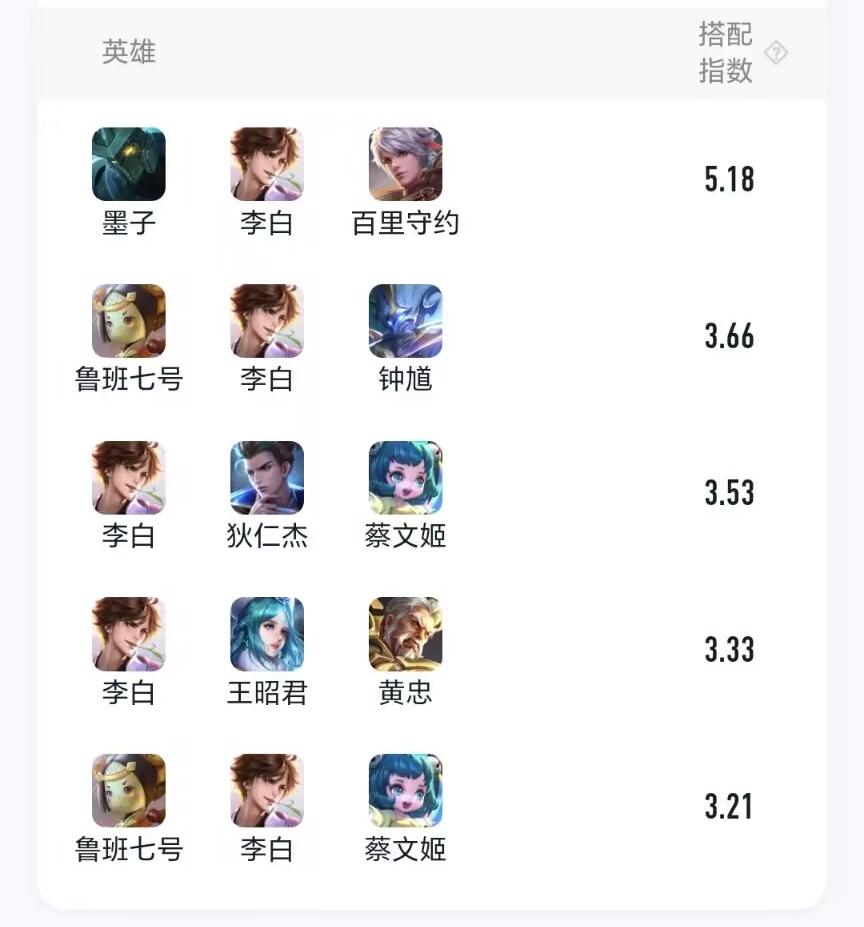 英雄
搭配
指数
?
墨子 李白 百里守约 5.18
鲁班七号 李白 钟馗 3.66
李白 狄仁杰 蔡文姬 3.53
李白 王昭君 黄忠 3.33
鲁班七号 李白 蔡文姬 3.21